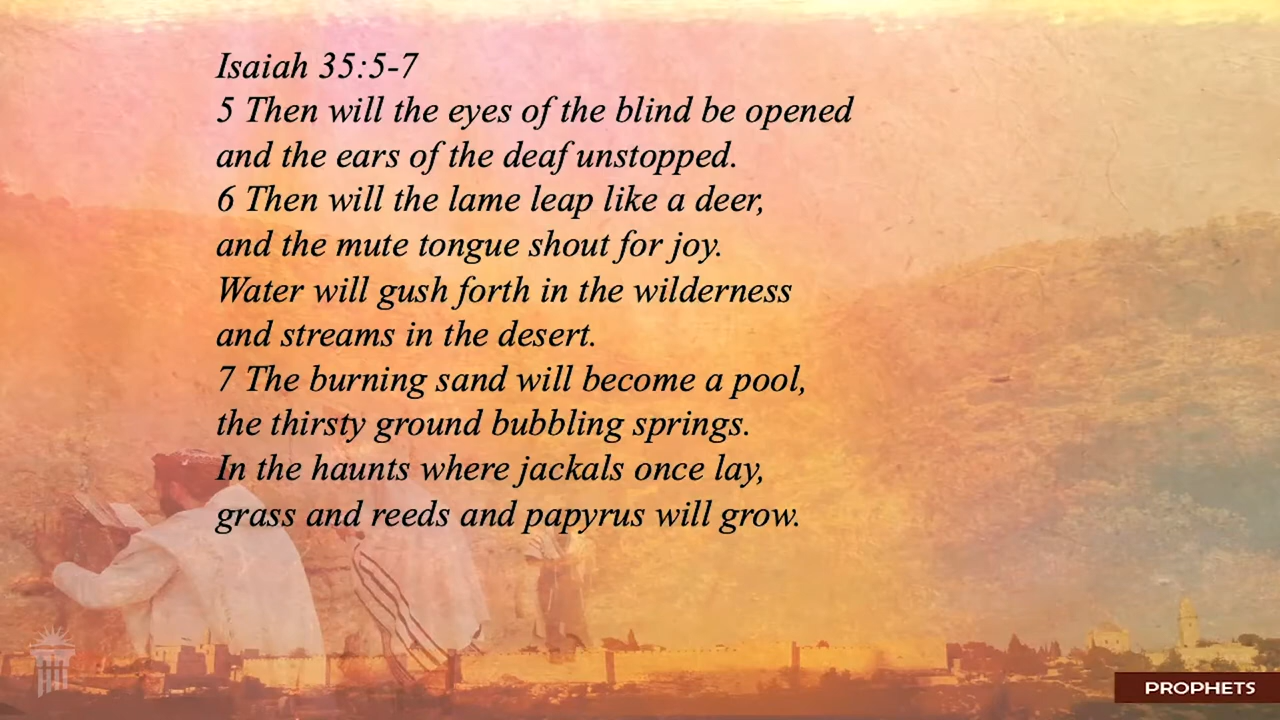 Isaiah 35:5-7
5 Then will the eyes of the blind be opened
and the ears of the deaf unstopped.
6 Then will the lame leap like a deer,
and the mute tongue shout for joy.
Water will gush forth in the wilderness
and streams in the desert.
7 The burning sand will become a pool,
the thirsty ground bubbling springs.
In the haunts where jackals once lay,
grass and reeds and papyrus will grow.
PROPHETS